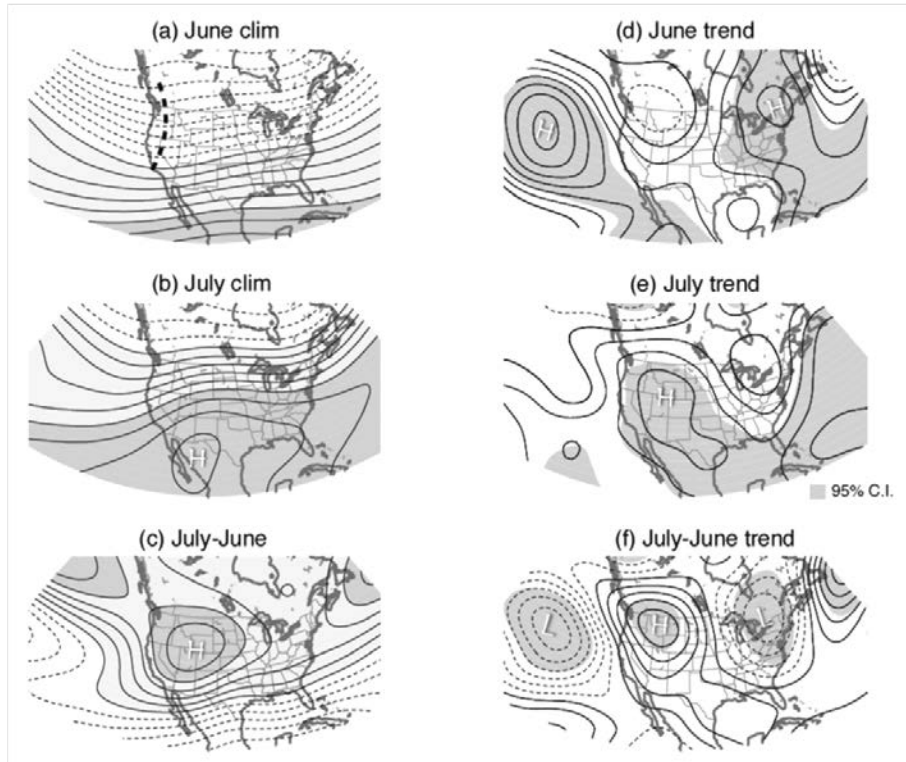 (a) June clim
(d) June trend
H
H
(b) July clim
(e) July trend
H
H
95% C.I.
(c) July-June
(f) July-June trend
H
L
H
L